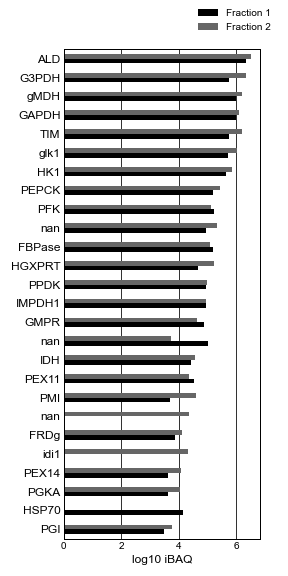 Fraction 1
Fraction 2
ALD
G3PDH
gMDH
GAPDH
TIM
glk1
HK1
PEPCK
PFK
nan
FBPase
HGXPRT
PPDK
IMPDH1
GMPR
nan
IDH
PEX11
PMI
nan
FRDg
idi1
PEX14
PGKA
HSP70
PGI
0 2 4 6
log10 iBAQ